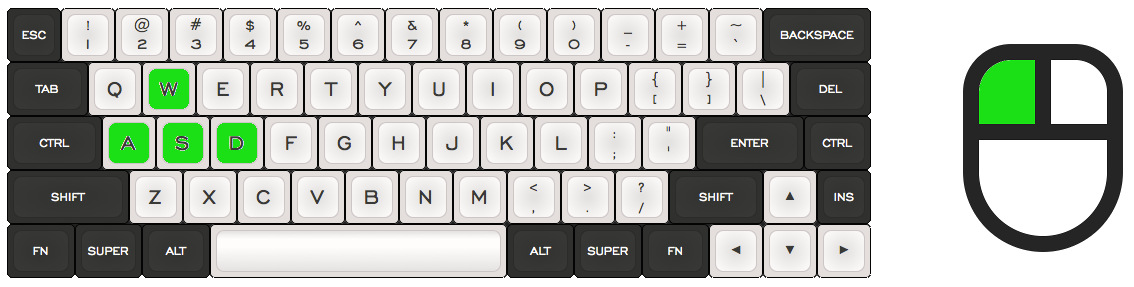 ESC ! 1 @ 2 # 3 $ 4 % 5 ^ 6 & 7 * 8 ( 9 ) 0 _ - + = ~ ` BACKSPACE
TAB Q W E R T Y U I O P { [ } ] | \ DEL
CTRL A S D F G H J K L : ; " ' ENTER CTRL
SHIFT Z X C V B N M < , > . ? / SHIFT ▲ INS
FN SUPER ALT ALT SUPER FN ◄ ▼ ►